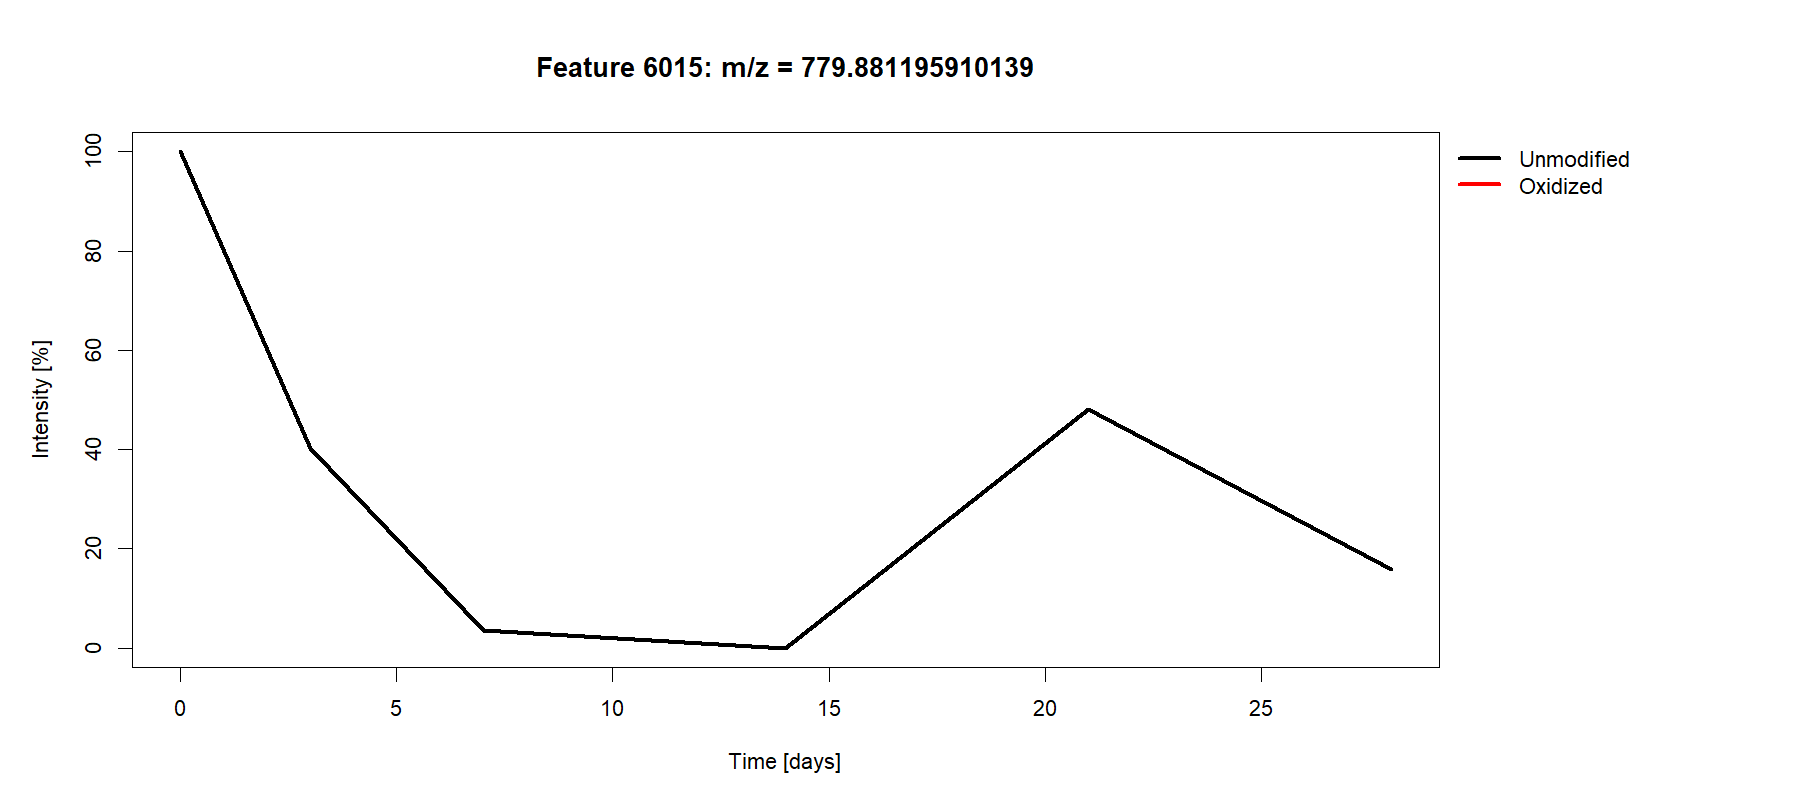 Feature 6015: m/z = 779.881195910139
Unmodified
Oxidized
Intensity [%]
100
80
60
40
20
0
0 5 10 15 20 25
Time [days]